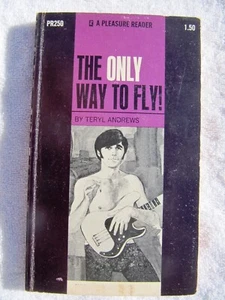 PR250
A PLEASURE READER
1.50
THE ONLY
WAY TO FLY!
BY TERYL ANDREWS